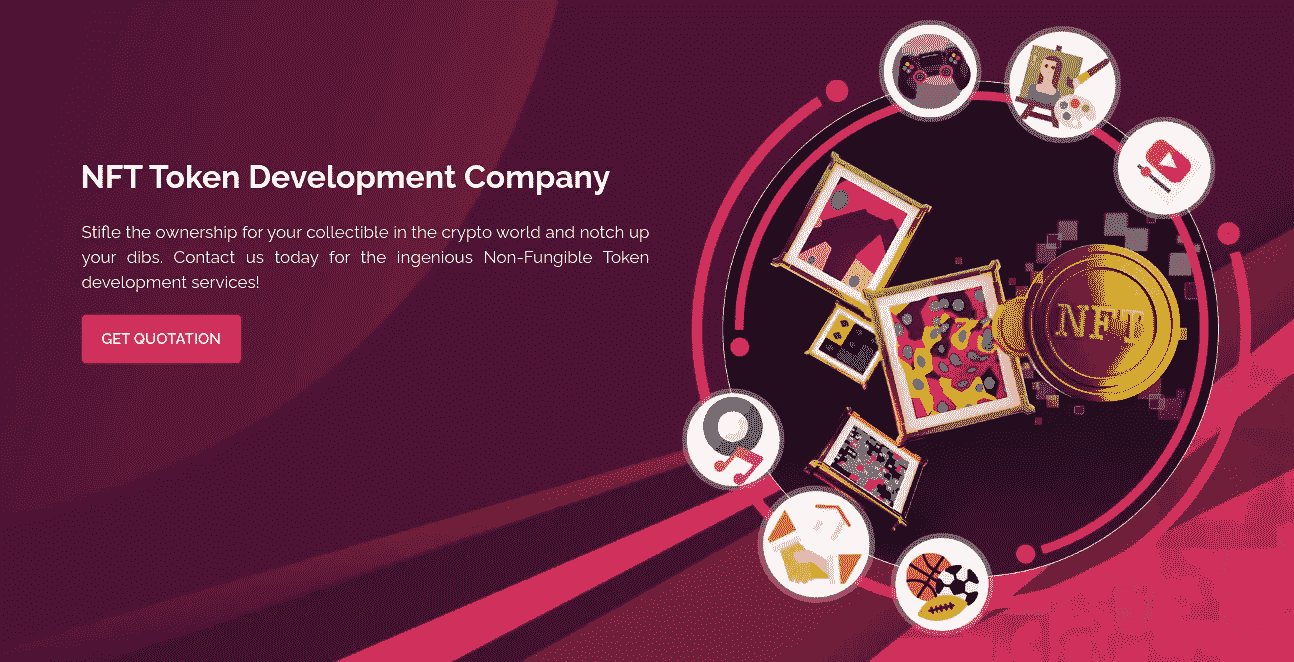 NFT Token Development Company
Stifle the ownership for your collectible in the crypto world and notch up
your dibs. Contact us today for the ingenious Non-Fungible Token
development services!
GET QUOTATION
NFT